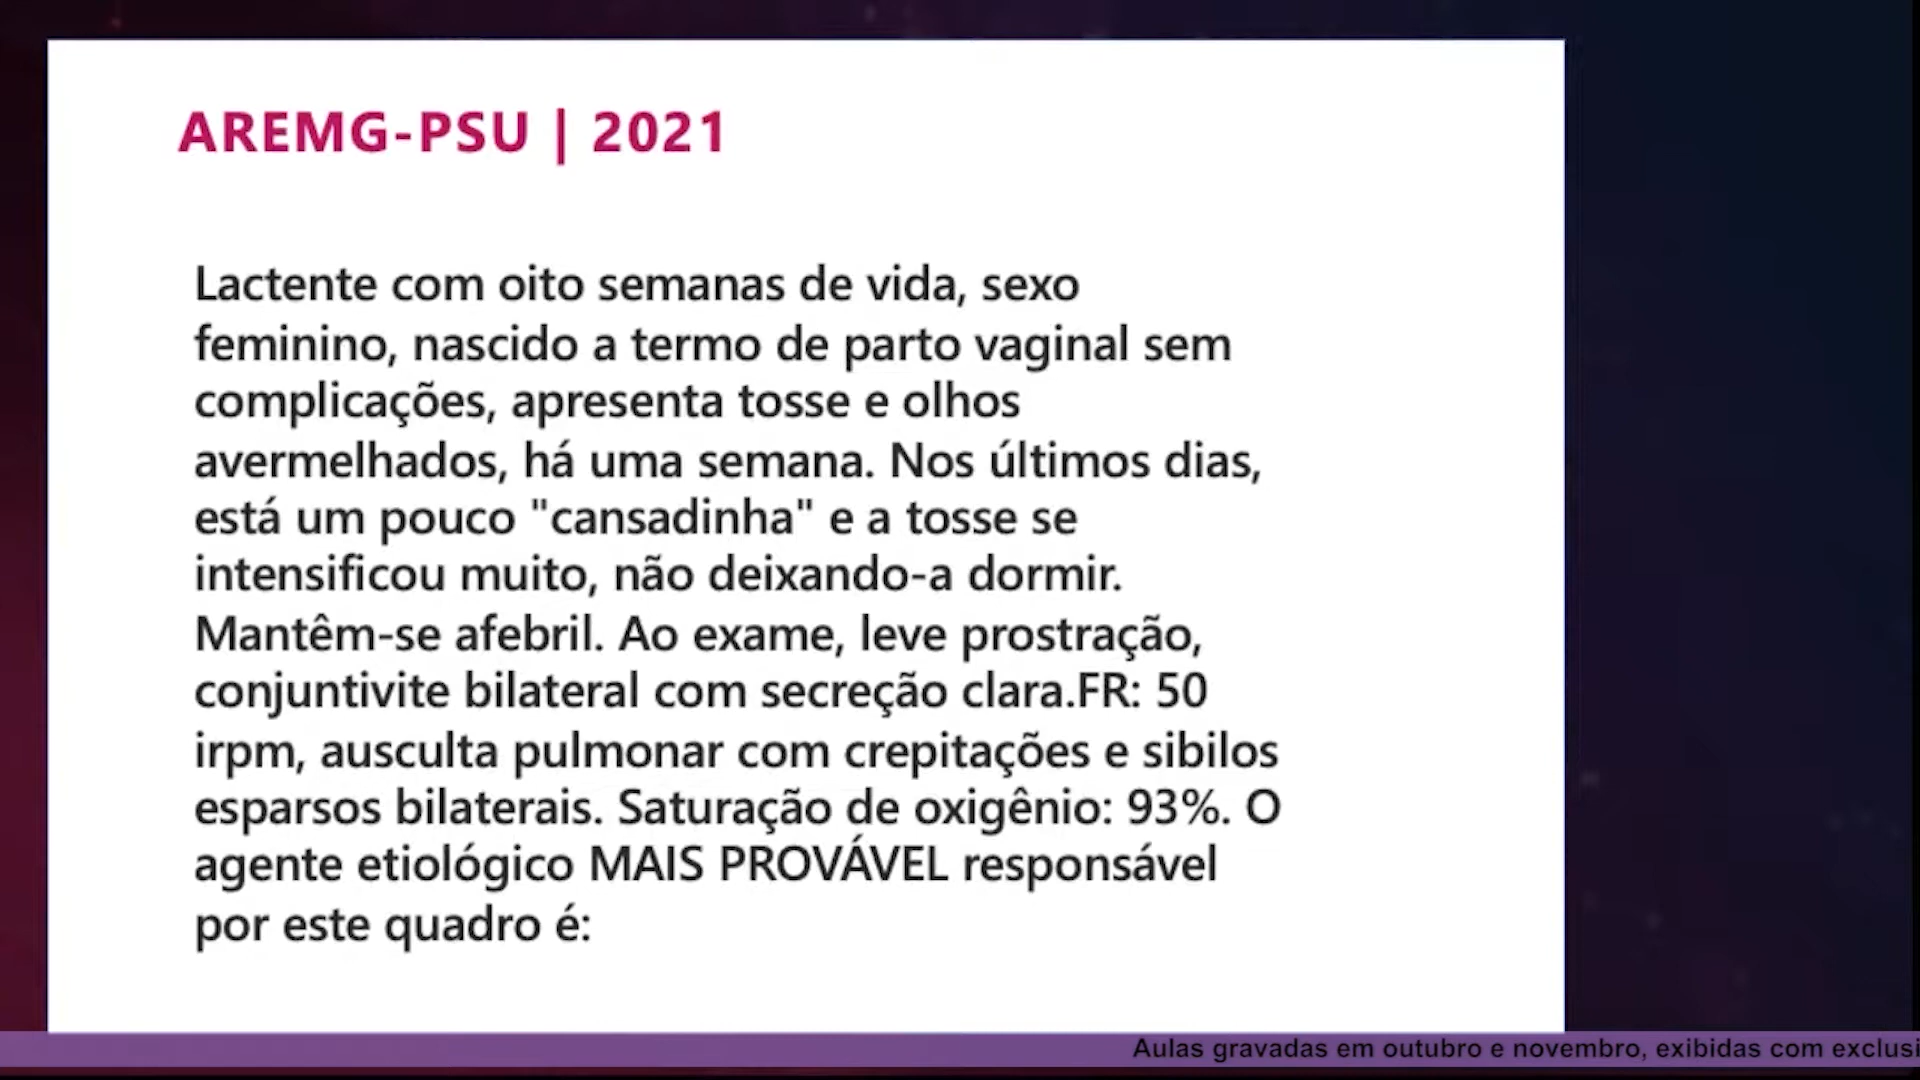 AREMG-PSU | 2021
Lactente com oito semanas de vida, sexo
feminino, nascido a termo de parto vaginal sem
complicações, apresenta tosse e olhos
avermelhados, há uma semana. Nos últimos dias,
está um pouco "cansadinha" e a tosse se
intensificou muito, não deixando-a dormir.
Mantêm-se afebril. Ao exame, leve prostração,
conjuntivite bilateral com secreção clara.FR: 50
irpm, ausculta pulmonar com crepitações e sibilos
esparsos bilaterais. Saturação de oxigênio: 93%. O
agente etiológico MAIS PROVÁVEL responsável
por este quadro é:
Aulas gravadas em outubro e novembro, exibidas com exclusi